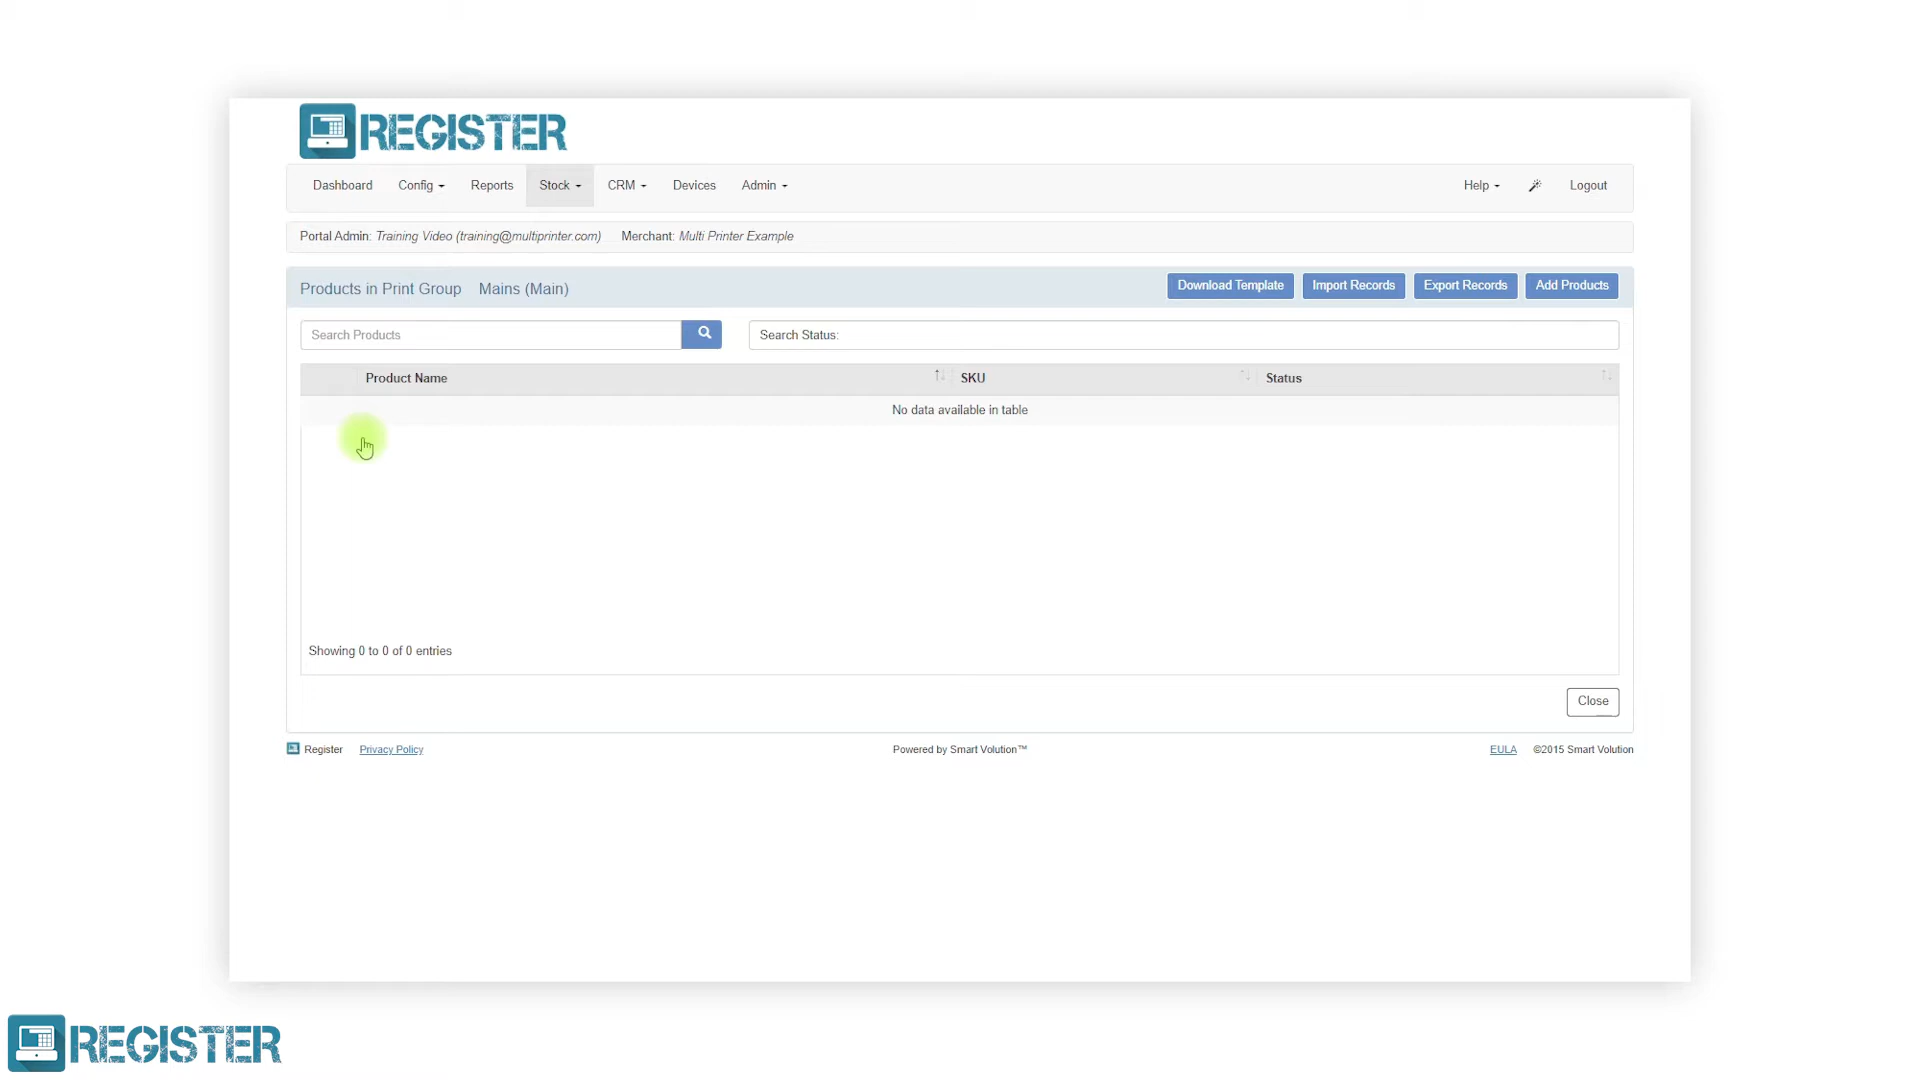 REGISTER
Dashboard Config Reports Stock CRM Devices Admin Help Logout
Portal Admin: Training Video (training@multiprinter.com) Merchant: Multi Printer Example
Products in Print Group Mains (Main) Download Template Import Records Export Records Add Products
Search Products Search Status:
Product Name SKU Status
No data available in table
Showing 0 to 0 of 0 entries
Close
Register Privacy Policy Powered by Smart Volution™ EULA ©2015 Smart Volution
REGISTER